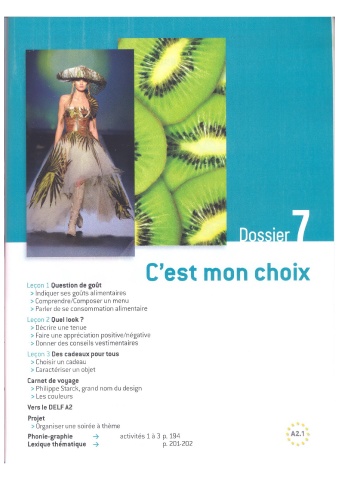 Dossier 7
C'est mon choix
Leçon 1 Question de goût
> Indiquer ses goûts alimentaires
> Comprendre/Composer un menu
> Parler de se consommation alimentaire
Leçon 2 Quel look ?
> Décrire une tenue
> Faire une appréciation positive/négative
> Donner des conseils vestimentaires
Leçon 3 Des cadeaux pour tous
> Choisir un cadeau
> Caractériser un objet
Carnet de voyage
> Philippe Starck, grand nom du design
> Les couleurs
Vers le DELF A2
Projet
> Organiser une soirée à thème
Phonie-graphie → activités 1 à 3 p. 194
Lexique thématique → p. 201-202
A2.1